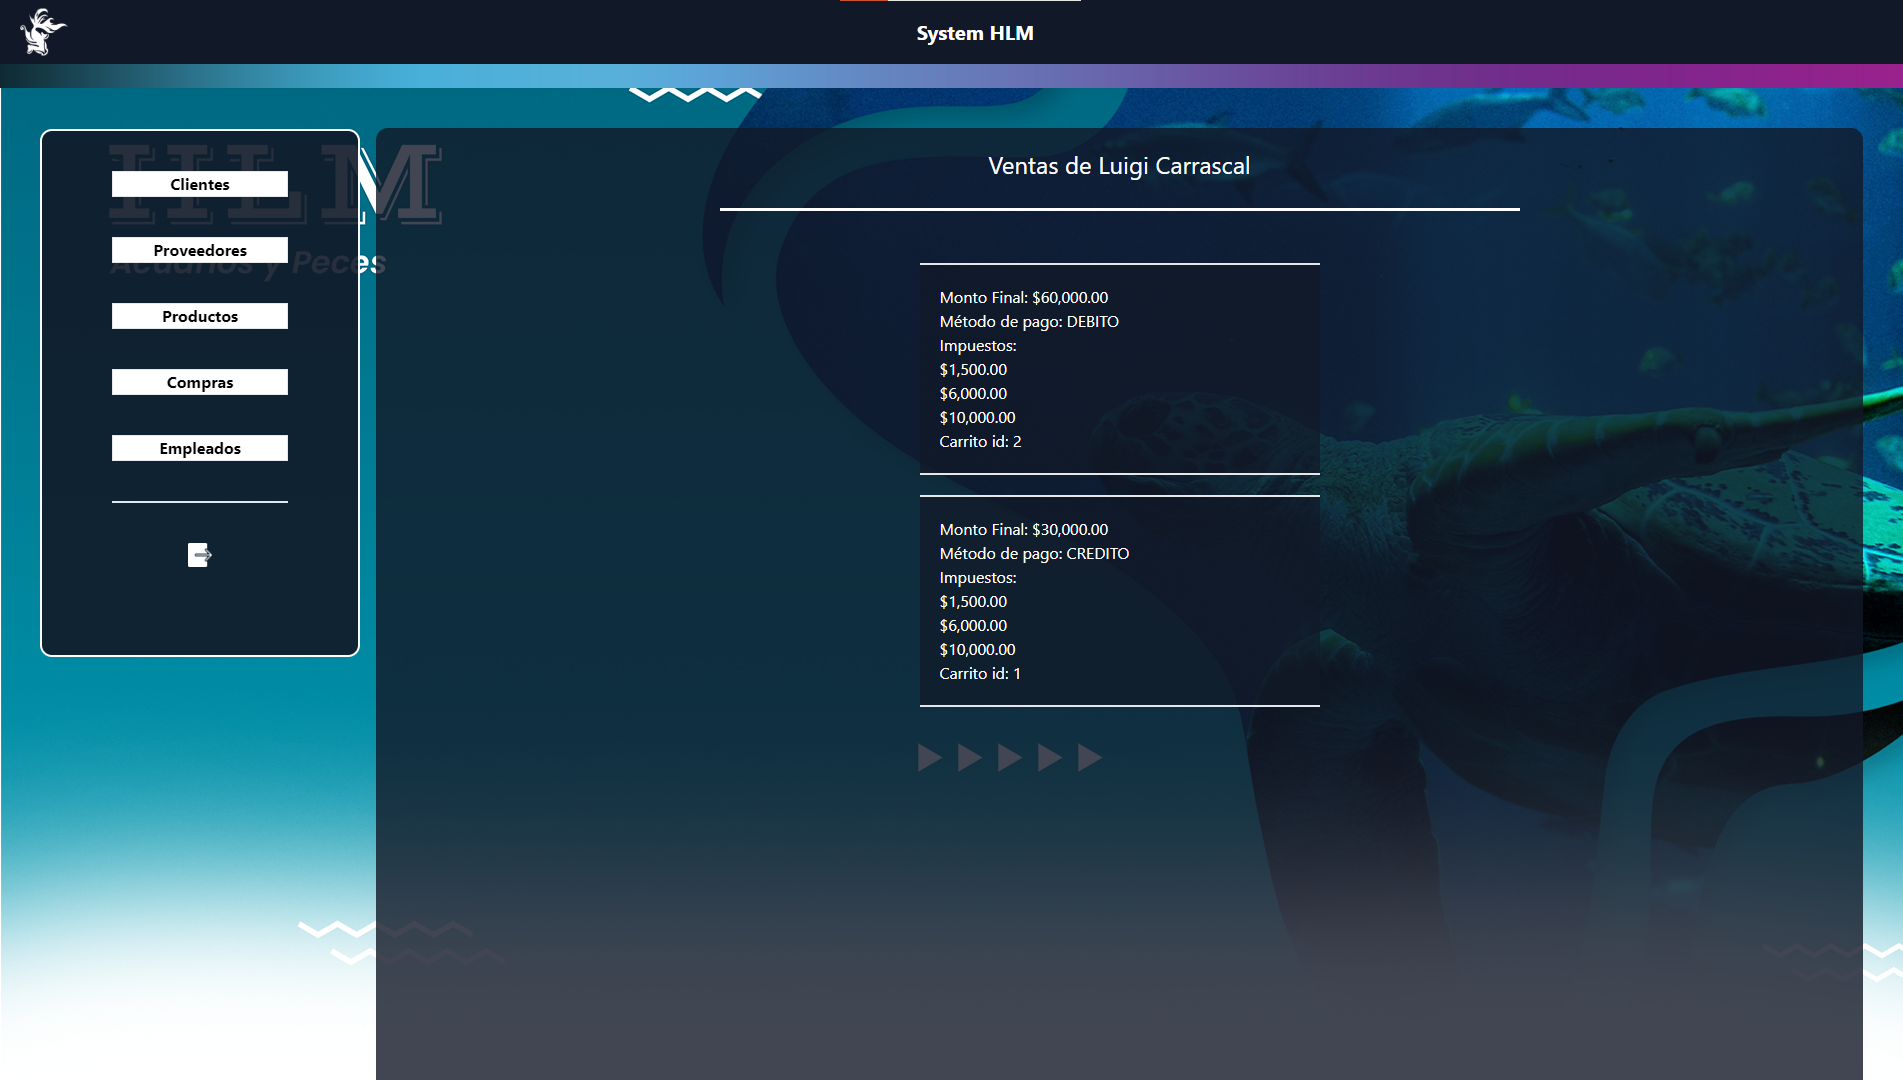 System HLM
HLM
Acuarios y Peces
Clientes
Proveedores
Productos
Compras
Empleados
Ventas de Luigi Carrascal
Monto Final: $60,000.00
Método de pago: DEBITO
Impuestos:
$1,500.00
$6,000.00
$10,000.00
Carrito id: 2
Monto Final: $30,000.00
Método de pago: CREDITO
Impuestos:
$1,500.00
$6,000.00
$10,000.00
Carrito id: 1